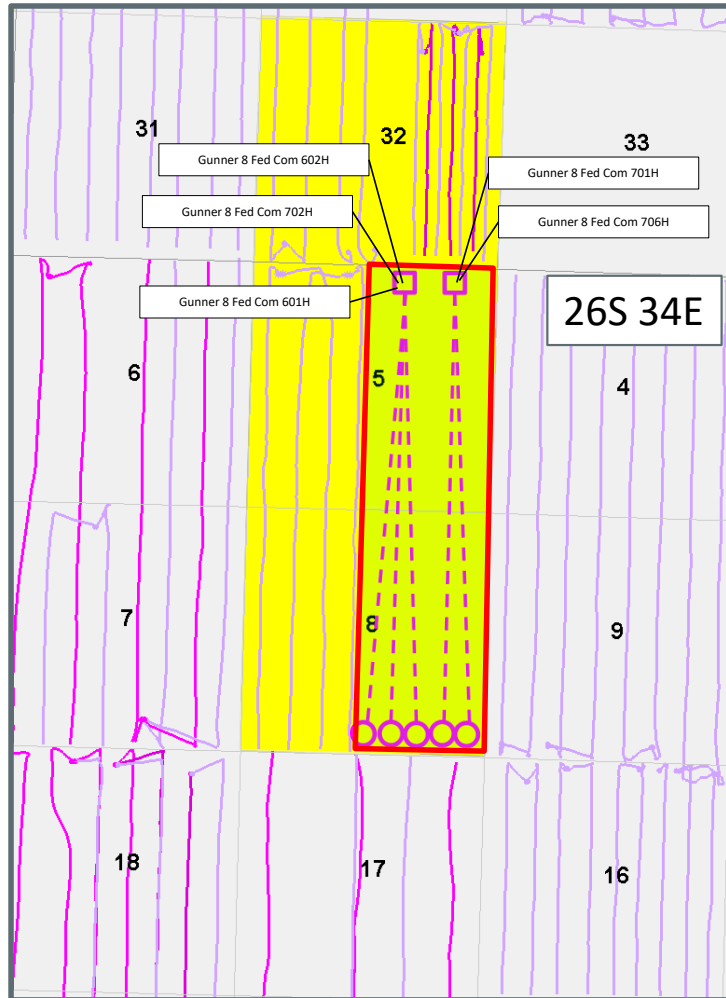 31
32
33
Gunner 8 Fed Com 602H
Gunner 8 Fed Com 701H
Gunner 8 Fed Com 702H
Gunner 8 Fed Com 706H
Gunner 8 Fed Com 601H
26S 34E
6
5
4
7
8
9
18
17
16